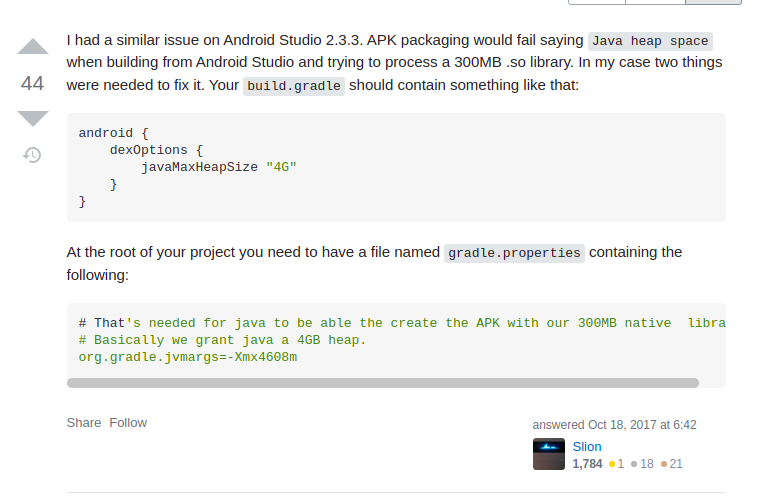 I had a similar issue on Android Studio 2.3.3. APK packaging would fail saying Java heap space
when building from Android Studio and trying to process a 300MB .so library. In my case two things
44
were needed to fix it. Your build.gradle should contain something like that:
android {
    dexOptions {
        javaMaxHeapSize "4G"
    }
}
At the root of your project you need to have a file named gradle.properties containing the
following:
# That's needed for java to be able the create the APK with our 300MB native  libra
# Basically we grant java a 4GB heap.
org.gradle.jvmargs=-Xmx4608m
Share Follow
answered Oct 18, 2017 at 6:42
Slion
1,784 1 18 21